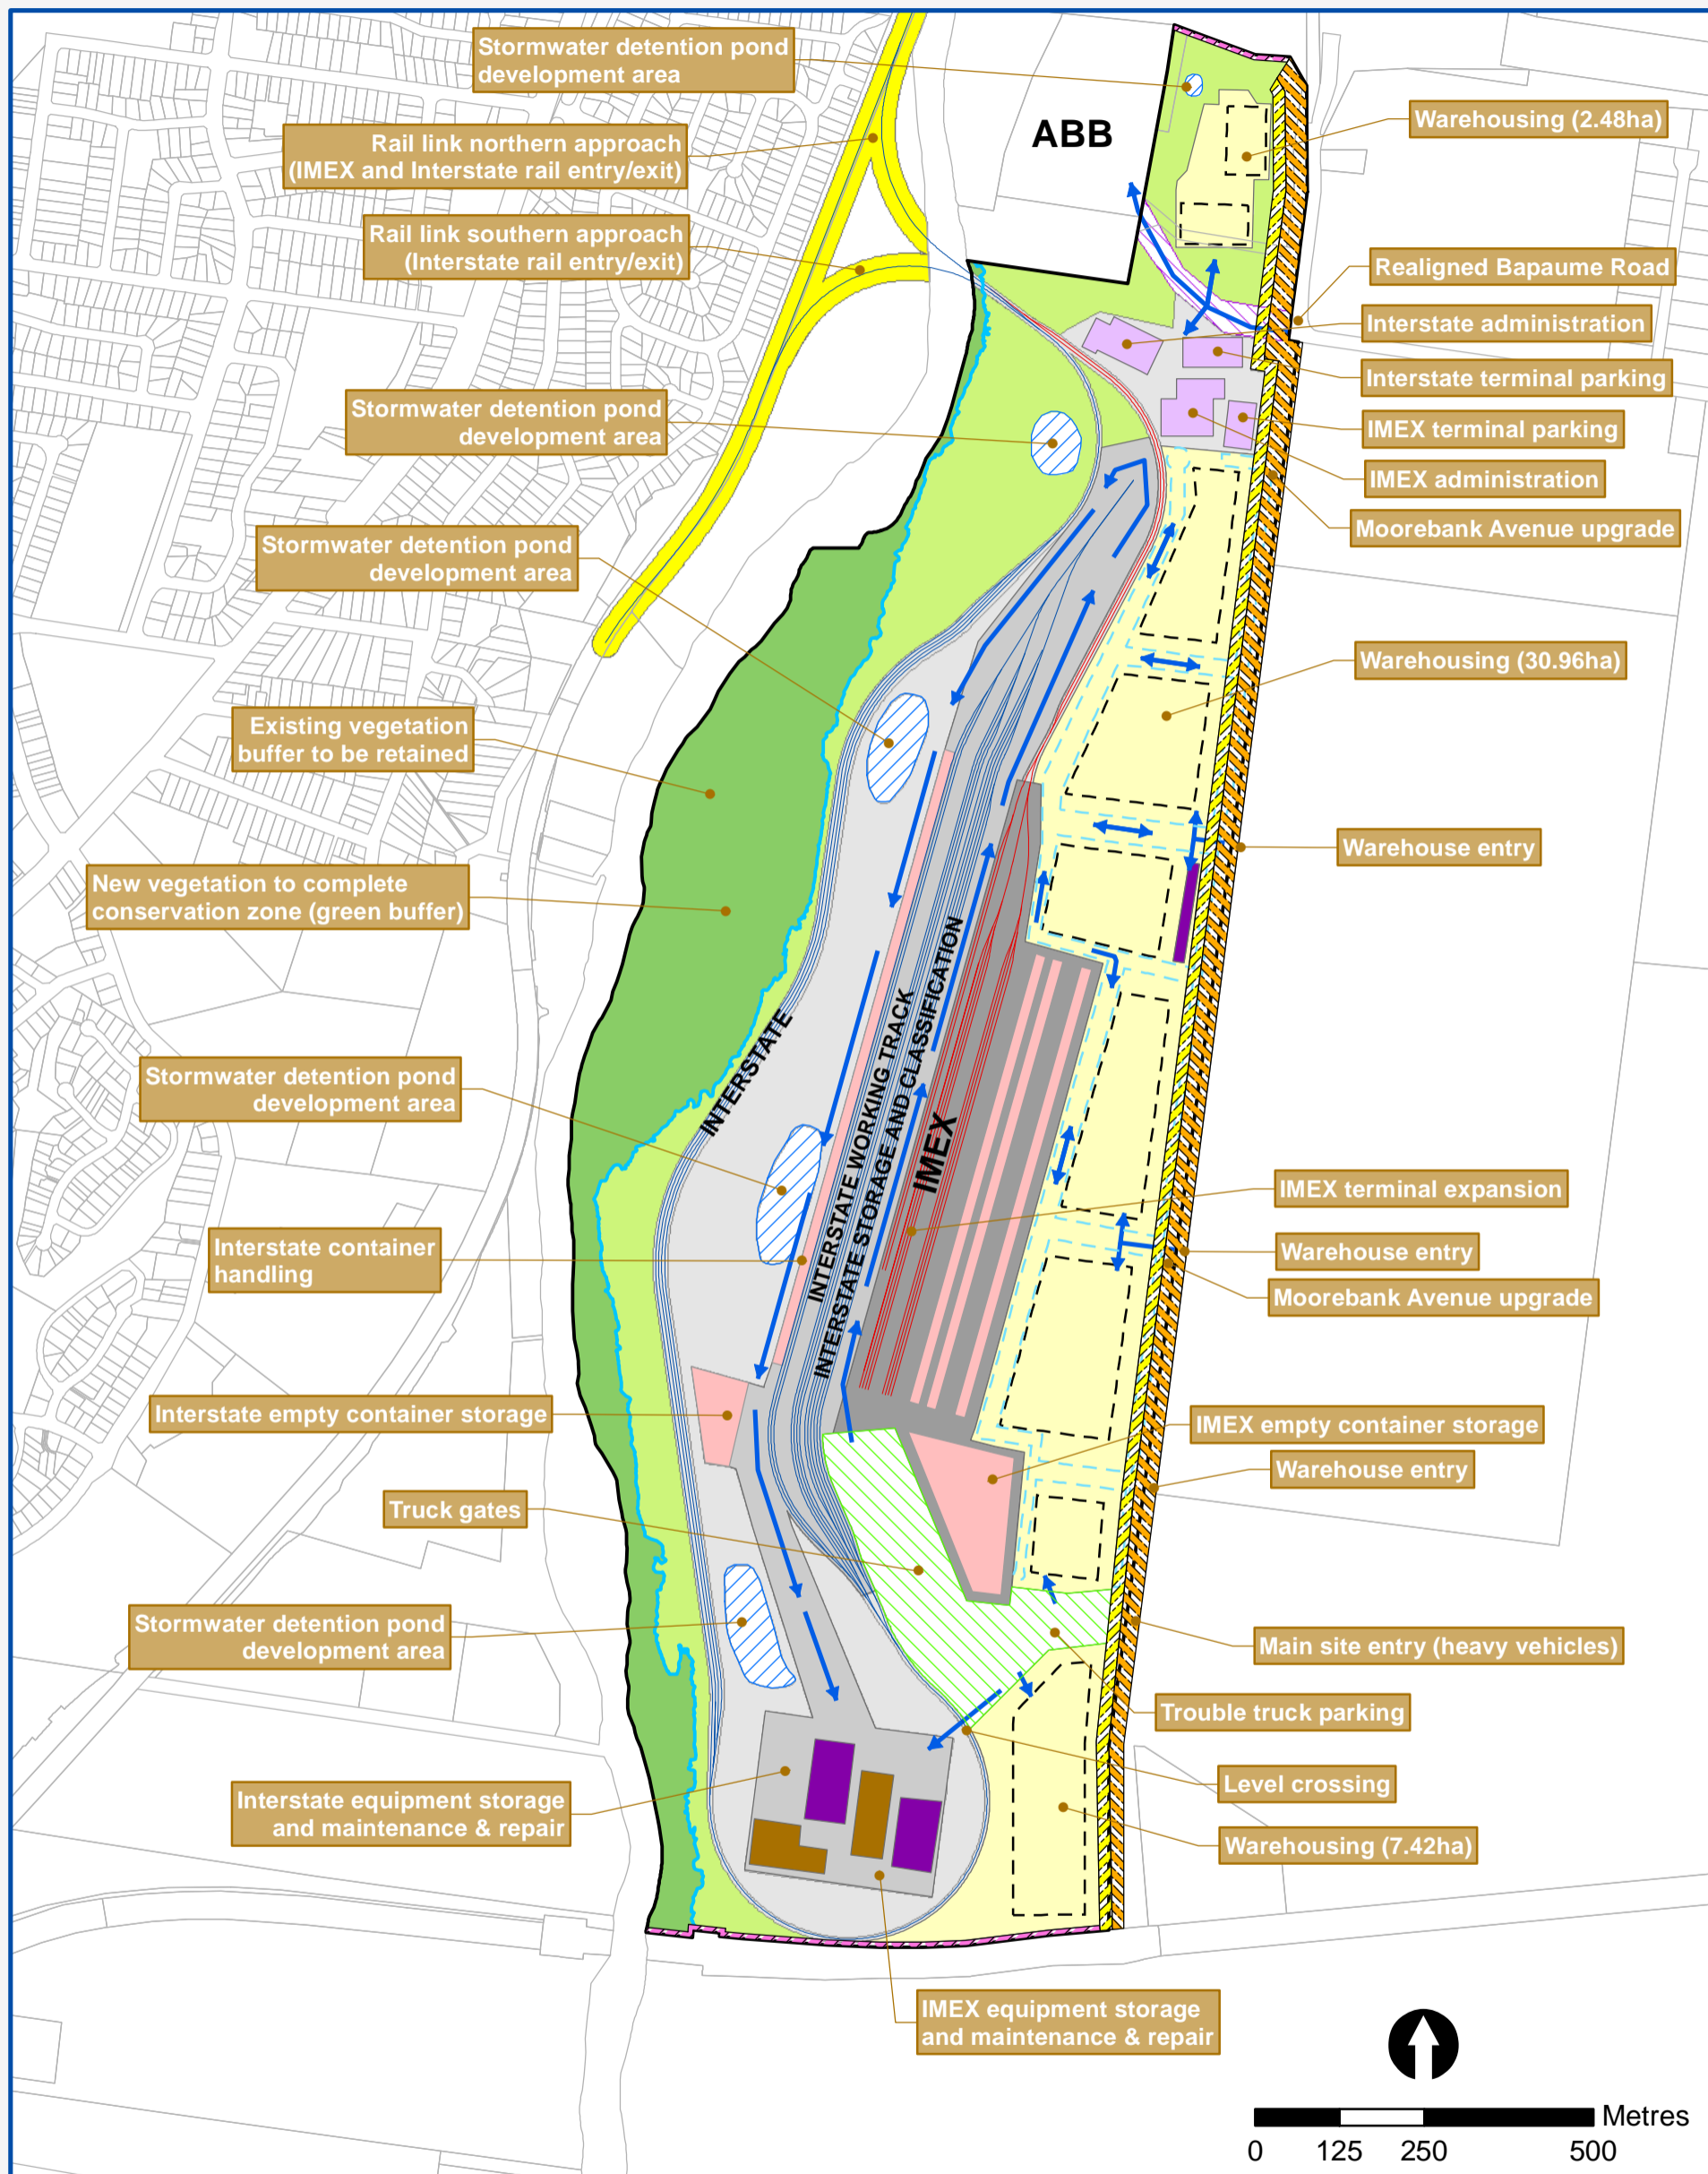 Stormwater detention pond
development area
ABB
Warehousing (2.48ha)
Rail link northern approach
(IMEX and Interstate rail entry/exit)
Rail link southern approach
(Interstate rail entry/exit)
Realigned Bapaume Road
Interstate administration
Interstate terminal parking
IMEX terminal parking
IMEX administration
Moorebank Avenue upgrade
Stormwater detention pond
development area
Stormwater detention pond
development area
Warehousing (30.96ha)
Existing vegetation
buffer to be retained
Warehouse entry
New vegetation to complete
conservation zone (green buffer)
INTERSTATE
INTERSTATE WORKING TRACK
INTERSTATE STORAGE AND CLASSIFICATION
IMEX
Stormwater detention pond
development area
IMEX terminal expansion
Interstate container
handling
Warehouse entry
Moorebank Avenue upgrade
Interstate empty container storage
IMEX empty container storage
Warehouse entry
Truck gates
Stormwater detention pond
development area
Main site entry (heavy vehicles)
Trouble truck parking
Level crossing
Interstate equipment storage
and maintenance & repair
Warehousing (7.42ha)
IMEX equipment storage
and maintenance & repair
Metres
0 125 250 500